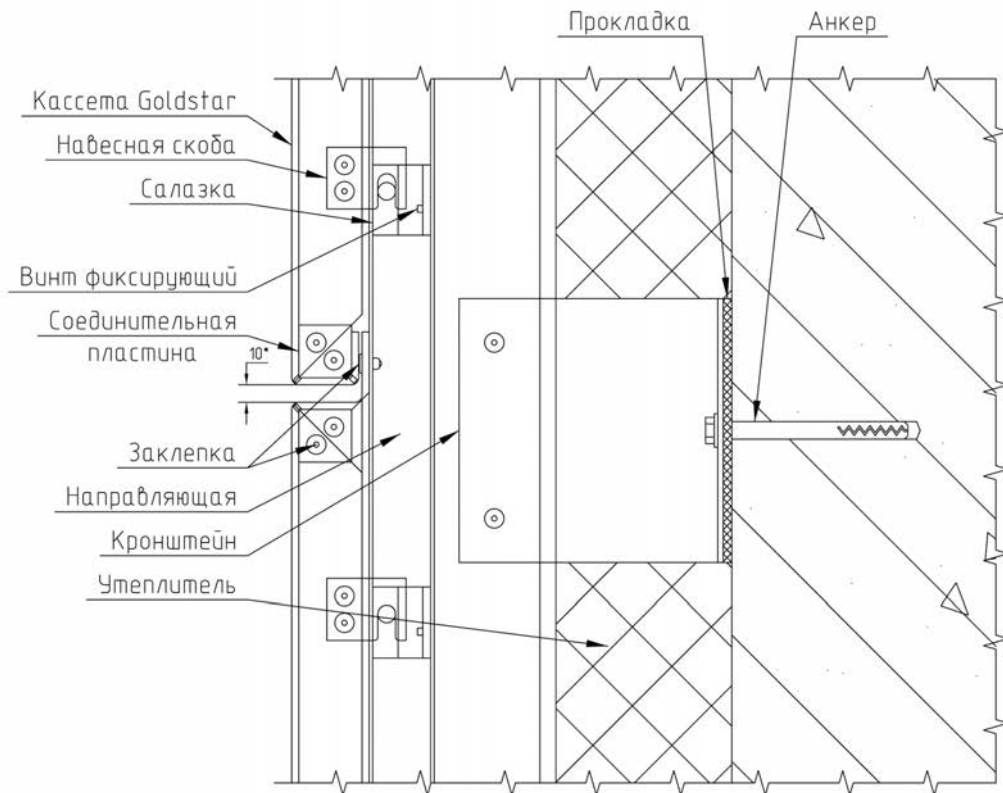 Прокладка
Анкер
Кассета Goldstar
Навесная скоба
Салазка
Винт фиксирующий
Соединительная
пластина
10*
Заклепка
Направляющая
Кронштейн
Утеплитель